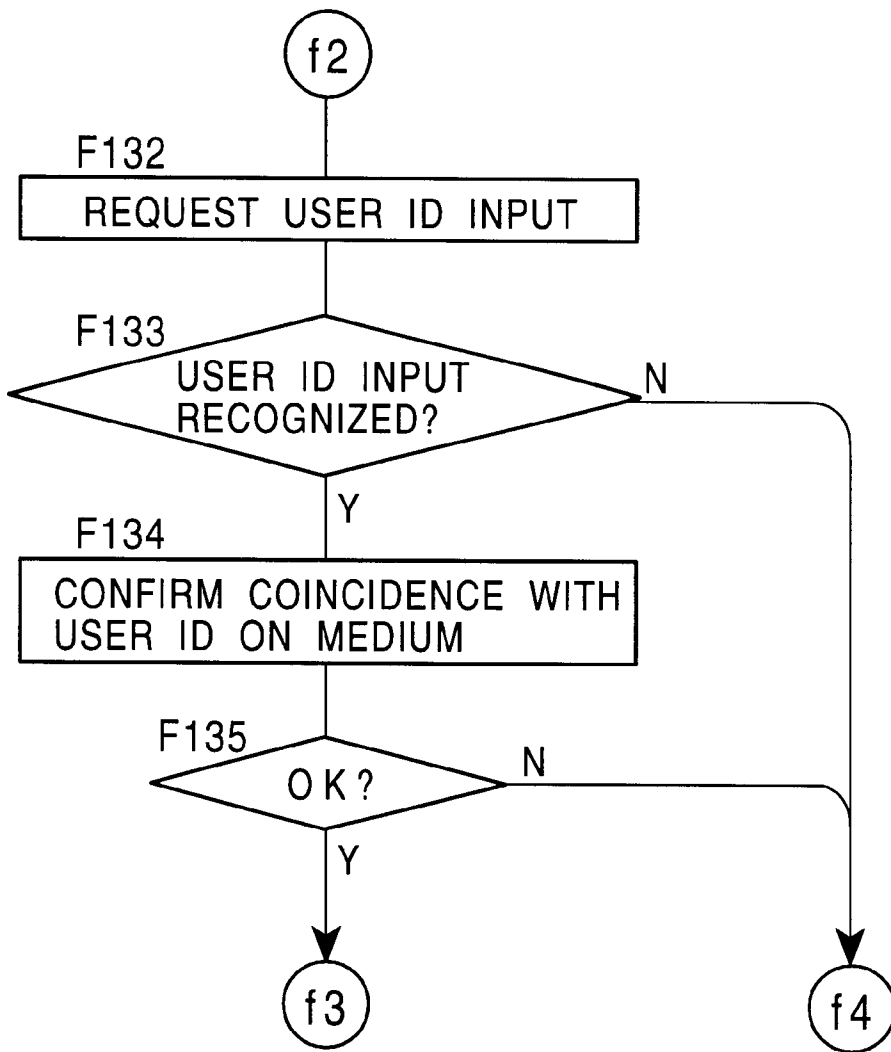 f2
F132
REQUEST USER ID INPUT
F133
USER ID INPUT
RECOGNIZED?
N
Y
F134
CONFIRM COINCIDENCE WITH
USER ID ON MEDIUM
F135
OK?
N
Y
f3
f4